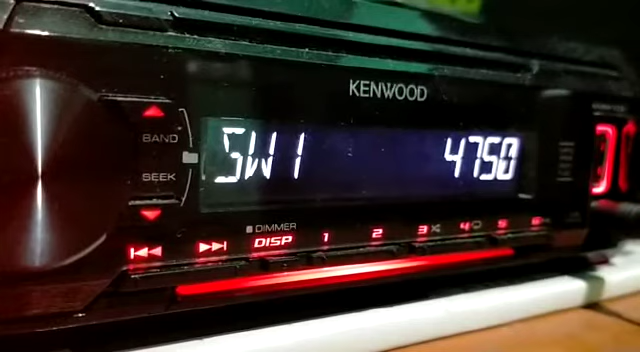 KENWOOD
BAND
SW1 4750
SEEK
DIMMER
DISP 1 2 3 4 5 6